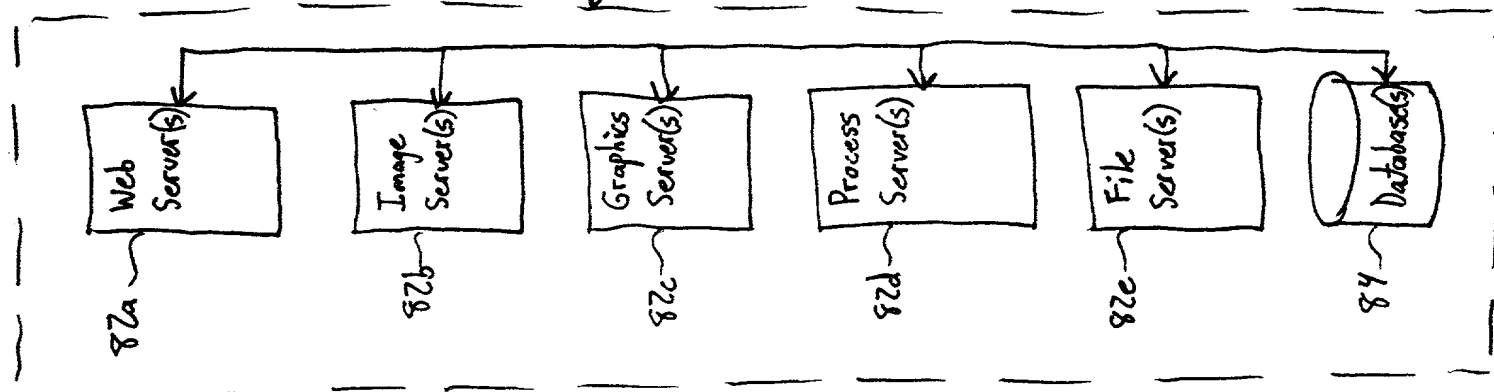 Web
Server(s)
82a
Image
Server(s)
82b
Graphics
Server(s)
82c
Process
Server(s)
82d
File
Server(s)
82e
Database(s)
84